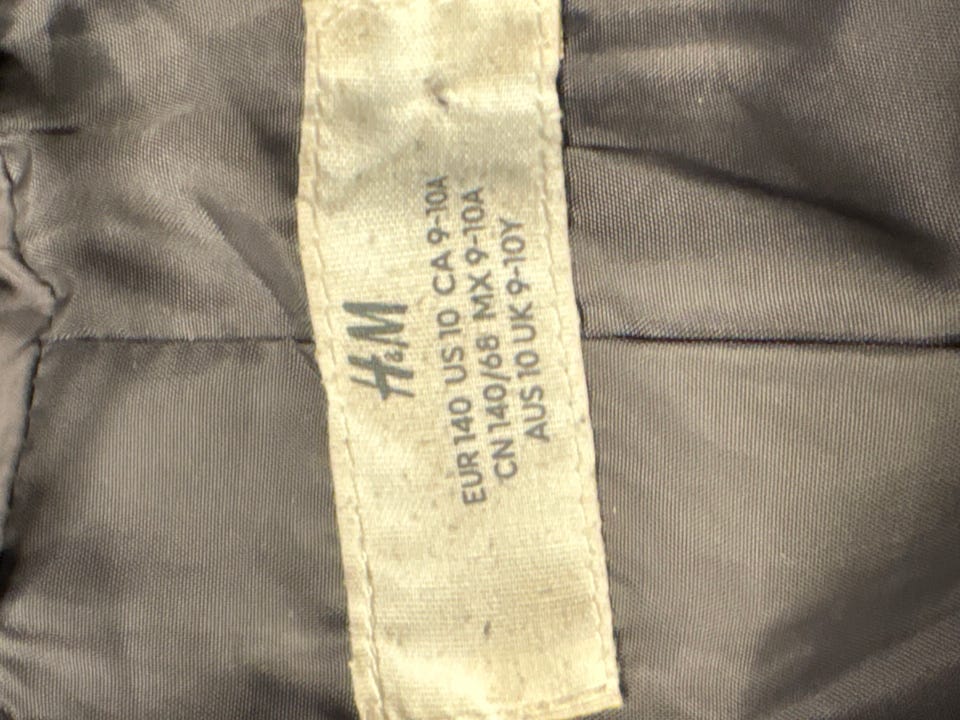 H&M
EUR 140 US 10 CA 9-10A
CN 140/68 MX 9-10A
AUS 10 UK 9-10Y